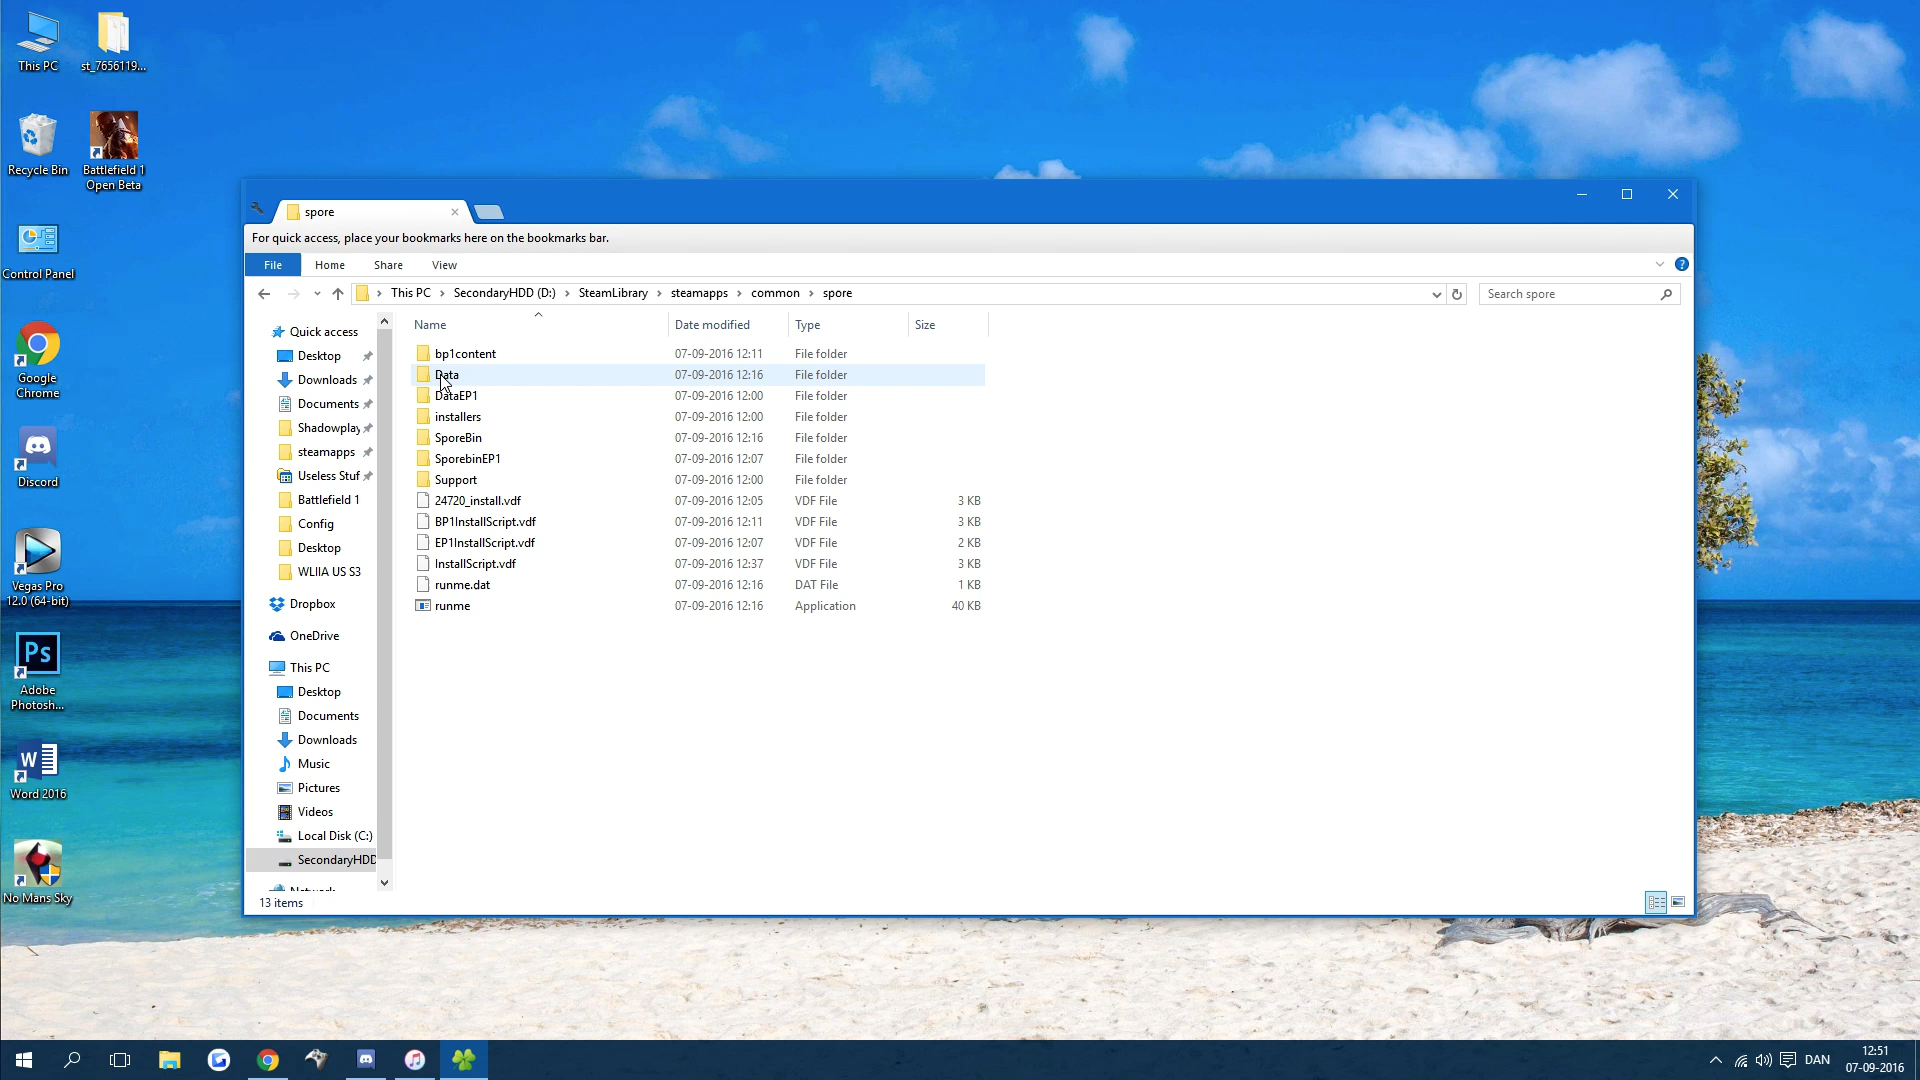 This PC
st_7656119...
Recycle Bin
Battlefield 1
Open Beta
Control Panel
Google
Chrome
Discord
Vegas Pro
12.0 (64-bit)
Ps
Adobe
Photosh...
W
Word 2016
No Mans Sky
spore
For quick access, place your bookmarks here on the bookmarks bar.
File
Home
Share
View
This PC
SecondaryHDD (D:)
SteamLibrary
steamapps
common
spore
Search spore
Quick access
Desktop
Downloads
Documents
Shadowplay
steamapps
Useless Stuf
Battlefield 1
Config
Desktop
WLIIA US S3
Dropbox
OneDrive
This PC
Desktop
Documents
Downloads
Music
Pictures
Videos
Local Disk (C:)
SecondaryHDD
Network
Name Date modified Type Size
bp1content 07-09-2016 12:11 File folder
Data 07-09-2016 12:16 File folder
DataEP1 07-09-2016 12:00 File folder
installers 07-09-2016 12:00 File folder
SporeBin 07-09-2016 12:16 File folder
SporebinEP1 07-09-2016 12:07 File folder
Support 07-09-2016 12:00 File folder
24720_install.vdf 07-09-2016 12:05 VDF File 3 KB
BP1InstallScript.vdf 07-09-2016 12:11 VDF File 3 KB
EP1InstallScript.vdf 07-09-2016 12:07 VDF File 2 KB
InstallScript.vdf 07-09-2016 12:37 VDF File 3 KB
runme.dat 07-09-2016 12:16 DAT File 1 KB
runme 07-09-2016 12:16 Application 40 KB
13 items
DAN
12:51
07-09-2016